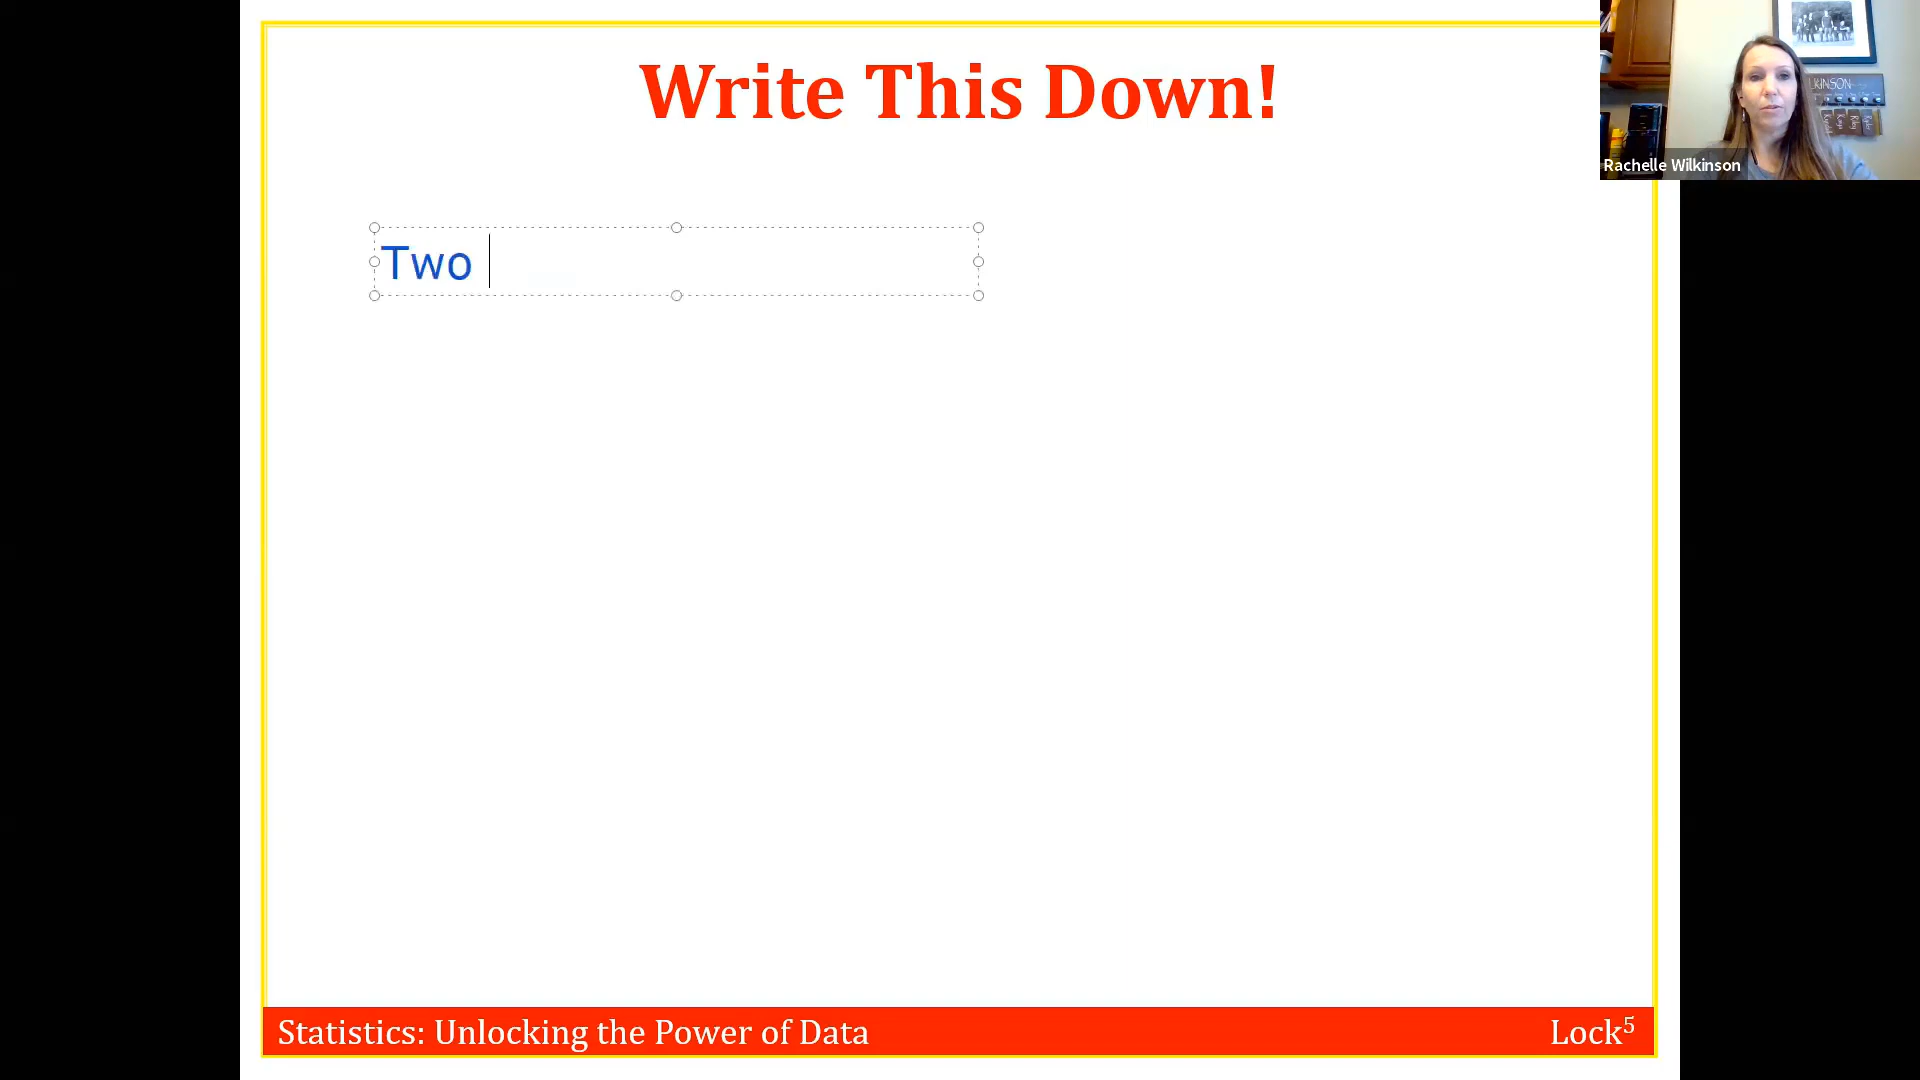 Write This Down!
Two
Rachelle Wilkinson
Statistics: Unlocking the Power of Data
Lock⁵